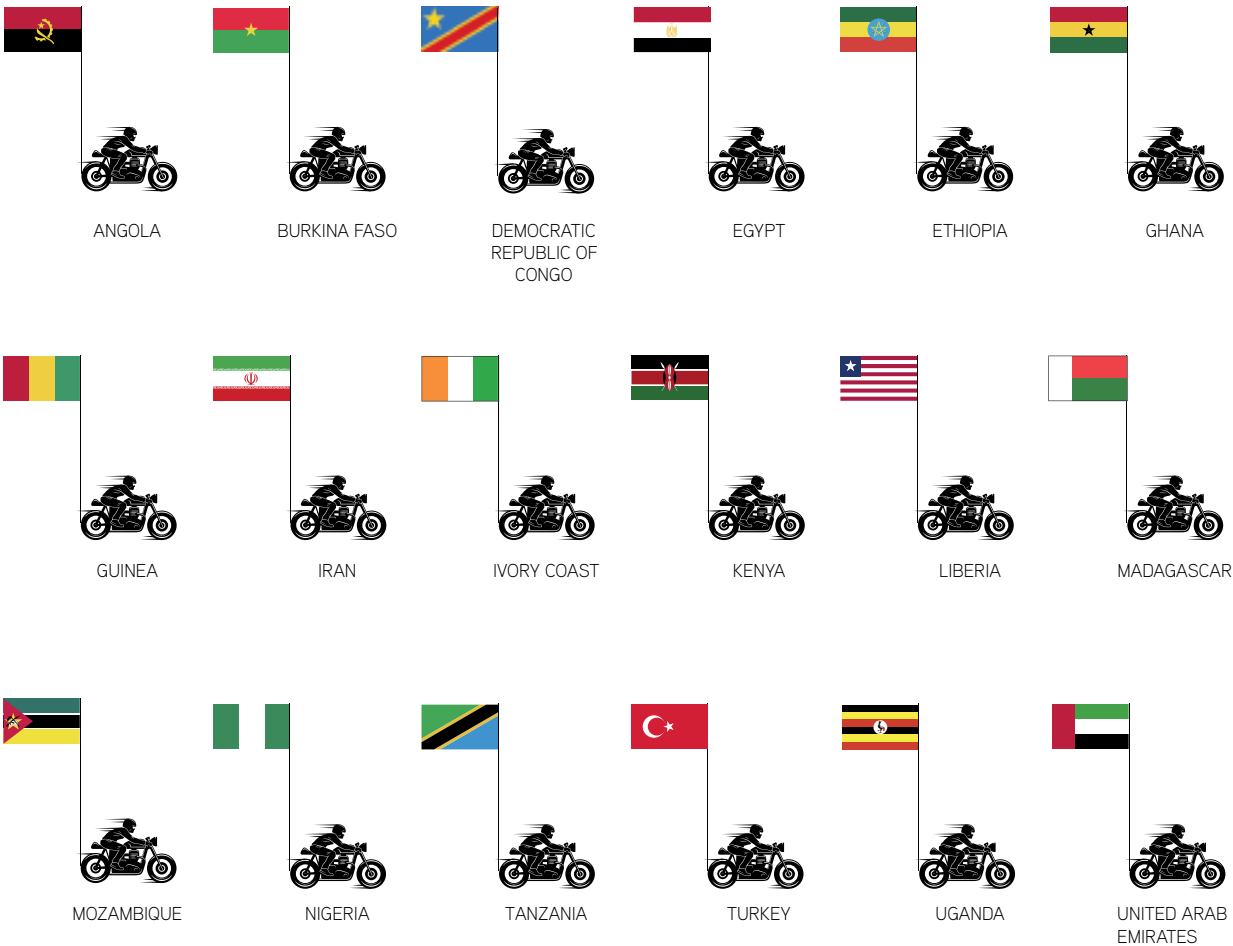 ANGOLA
BURKINA FASO
DEMOCRATIC
REPUBLIC OF
CONGO
EGYPT
ETHIOPIA
GHANA
GUINEA
IRAN
IVORY COAST
KENYA
LIBERIA
MADAGASCAR
MOZAMBIQUE
NIGERIA
TANZANIA
TURKEY
UGANDA
UNITED ARAB
EMIRATES